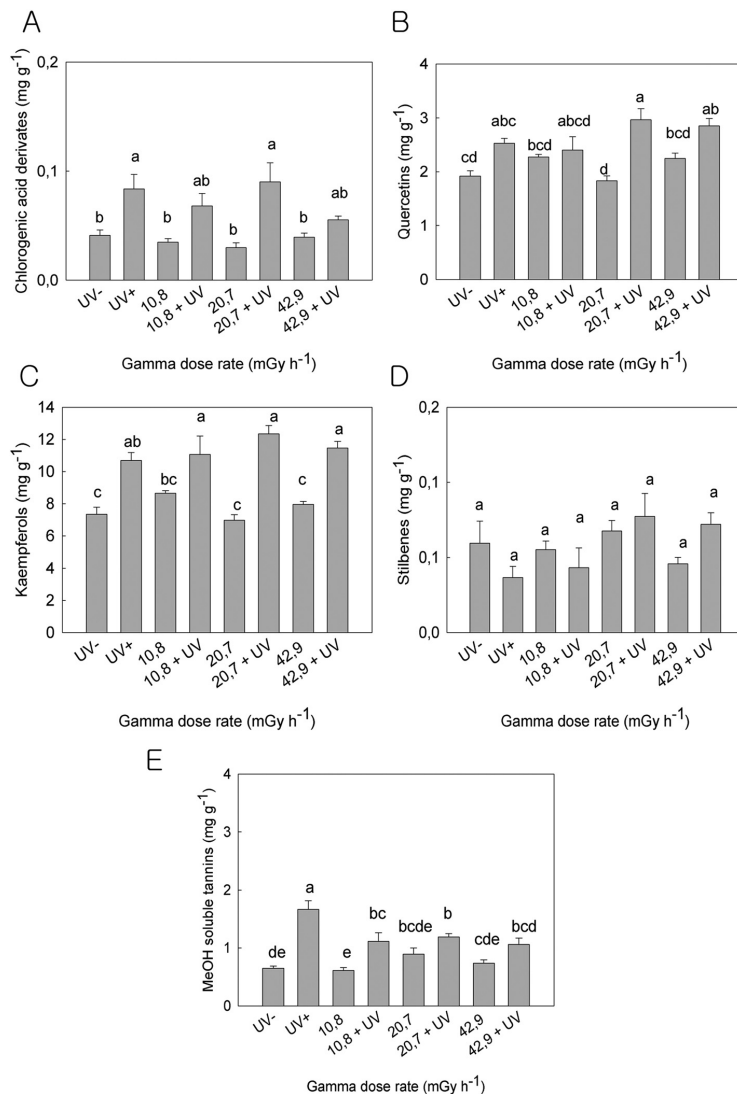 A
Chlorogenic acid derivates (mg g-1)
0,2
0,1
0,0
b
a
b
ab
b
a
b
ab
UV-
UV+
10,8
10,8 + UV
20,7
20,7 + UV
42,9
42,9 + UV
Gamma dose rate (mGy h-1)
B
Quercetins (mg g-1)
4
3
2
1
0
cd
abc
bcd
abcd
d
a
bcd
ab
UV-
UV+
10,8
10,8 + UV
20,7
20,7 + UV
42,9
42,9 + UV
Gamma dose rate (mGy h-1)
C
Kaempferols (mg g-1)
14
12
10
8
6
4
2
0
c
ab
bc
a
c
a
c
a
UV-
UV+
10,8
10,8 + UV
20,7
20,7 + UV
42,9
42,9 + UV
Gamma dose rate (mGy h-1)
D
Stilbenes (mg g-1)
0,2
0,1
0,1
0,0
a
a
a
a
a
a
a
a
UV-
UV+
10,8
10,8 + UV
20,7
20,7 + UV
42,9
42,9 + UV
Gamma dose rate (mGy h-1)
E
MeOH soluble tannins (mg g-1)
4
3
2
1
0
de
a
e
bc
bcde
b
cde
bcd
UV-
UV+
10,8
10,8 + UV
20,7
20,7 + UV
42,9
42,9 + UV
Gamma dose rate (mGy h-1)